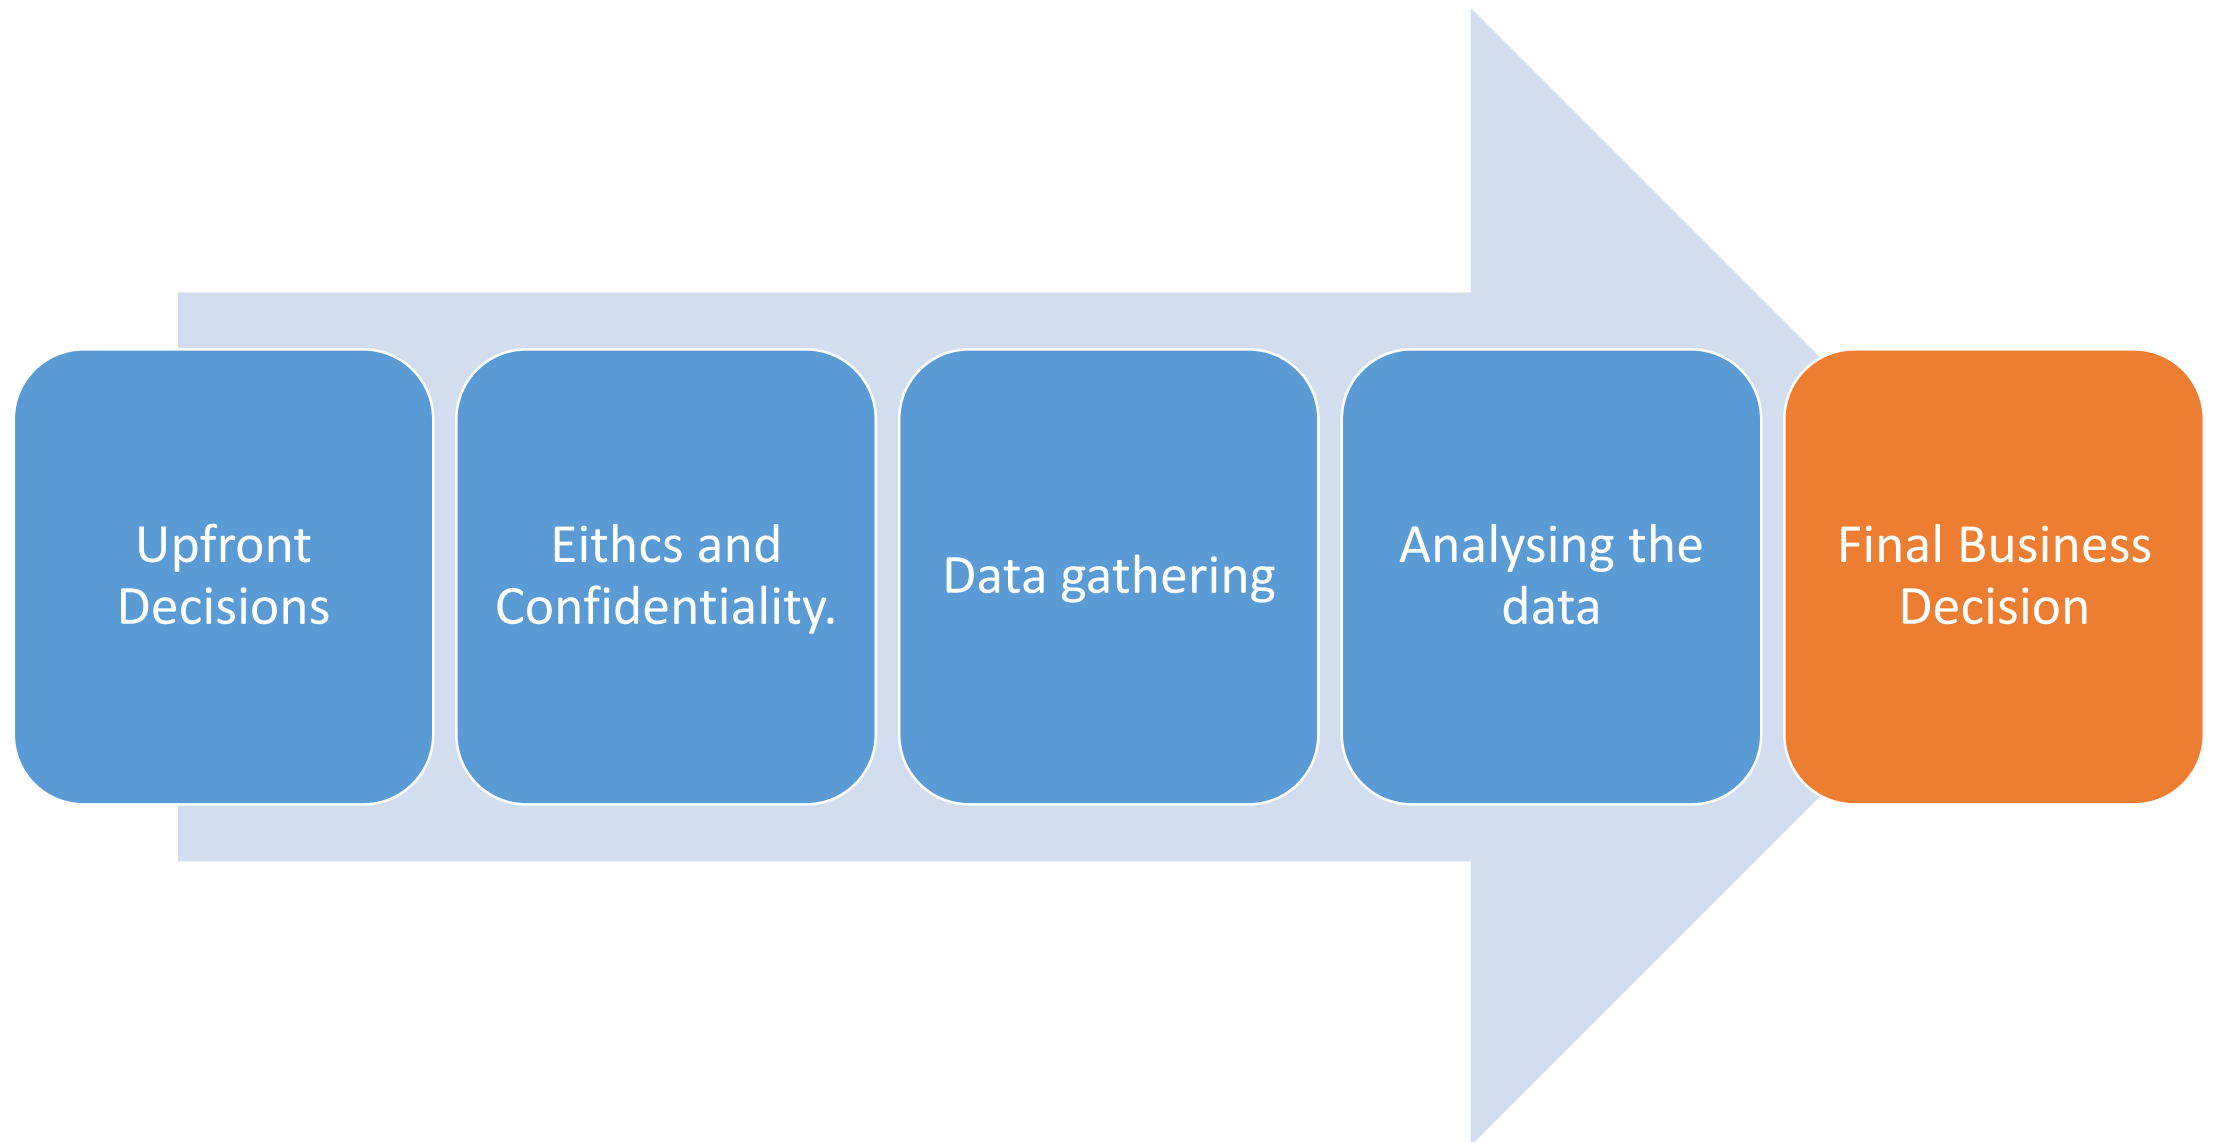 Upfront
Decisions
Eithcs and
Confidentiality.
Data gathering
Analysing the
data
Final Business
Decision